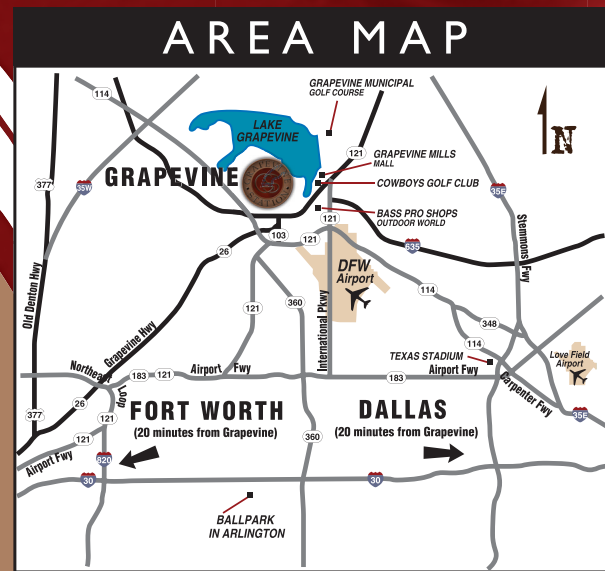 AREA MAP
GRAPEVINE MUNICIPAL
GOLF COURSE
N
114
LAKE
GRAPEVINE
121
GRAPEVINE MILLS
MALL
GRAPEVINE
377
35W
COWBOYS GOLF CLUB
35E
BASS PRO SHOPS
OUTDOOR WORLD
121
103
121
635
Stemmons Fwy
26
DFW
Airport
Old Denton Hwy
Grapevine Hwy
121
360
International Pkwy
114
348
114
TEXAS STADIUM
Love Field
Airport
Northeast
Loop
183
121
Airport Fwy
183
Airport Fwy
Carpenter Fwy
377
26
121
FORT WORTH
(20 minutes from Grapevine)
DALLAS
(20 minutes from Grapevine)
35E
121
Airport Fwy
820
360
30
30
BALLPARK
IN ARLINGTON